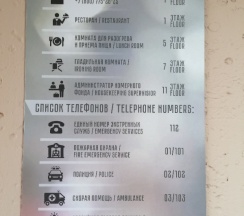 РЕСТОРАН / RESTAURANT 1 ЭТАЖ FLOOR
КОМНАТА ДЛЯ РАЗОГРЕВА
И ПРИЕМА ПИЩИ / LUNCH ROOM 5 ЭТАЖ FLOOR
ГЛАДИЛЬНАЯ КОМНАТА /
IRONING ROOM 7 ЭТАЖ FLOOR
АДМИНИСТРАТОР НОМЕРНОГО
ФОНДА / HOUSEKEEPING SUPERVISOR 11 ЭТАЖ FLOOR
СПИСОК ТЕЛЕФОНОВ / TELEPHONE NUMBERS:
ЕДИНЫЙ НОМЕР ЭКСТРЕННЫХ
СЛУЖБ / EMERGENCY SERVICES 112
ПОЖАРНАЯ ОХРАНА /
FIRE EMERGENCY SERVICE 01/101
ПОЛИЦИЯ / POLICE 02/102
СКОРАЯ ПОМОЩЬ / AMBULANCE 03/103